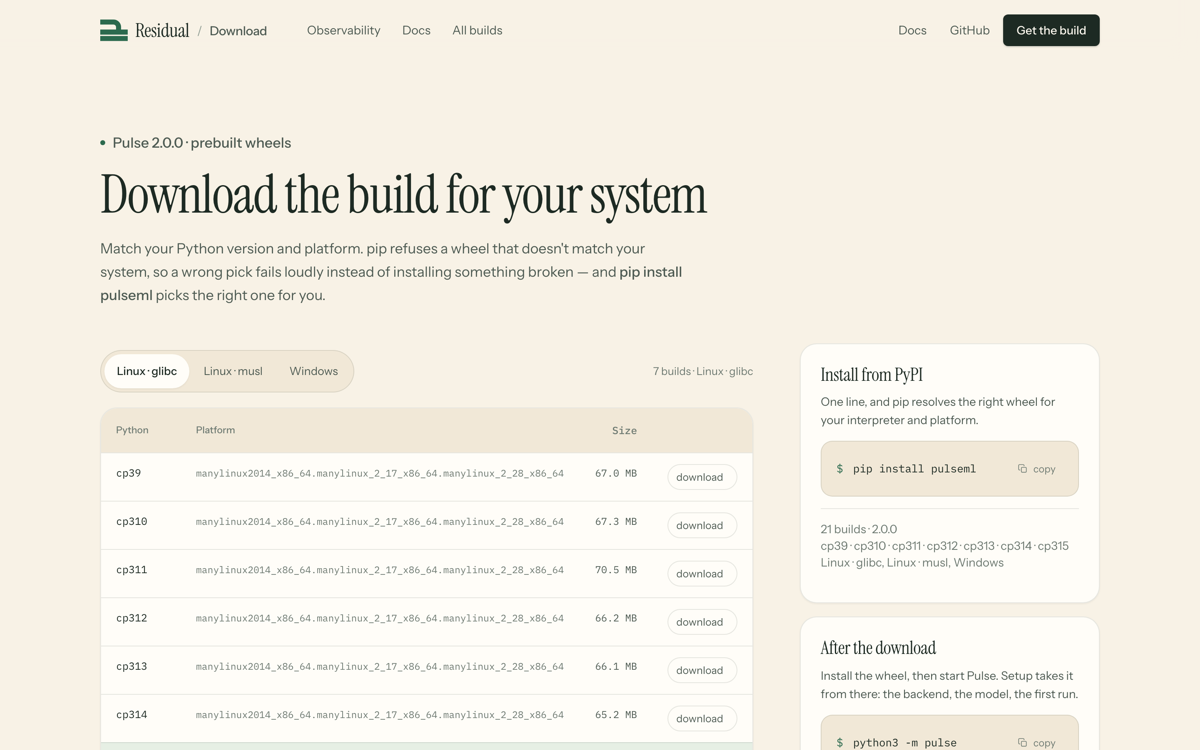 Residual / Download Observability Docs All builds Docs GitHub Get the build
Pulse 2.0.0 · prebuilt wheels
Download the build for your system
Match your Python version and platform. pip refuses a wheel that doesn't match your
system, so a wrong pick fails loudly instead of installing something broken — and pip install
pulseml picks the right one for you.
Linux · glibc Linux · musl Windows 7 builds · Linux · glibc
Python Platform Size
cp39 manylinux2014_x86_64.manylinux_2_17_x86_64.manylinux_2_28_x86_64 67.0 MB download
cp310 manylinux2014_x86_64.manylinux_2_17_x86_64.manylinux_2_28_x86_64 67.3 MB download
cp311 manylinux2014_x86_64.manylinux_2_17_x86_64.manylinux_2_28_x86_64 70.5 MB download
cp312 manylinux2014_x86_64.manylinux_2_17_x86_64.manylinux_2_28_x86_64 66.2 MB download
cp313 manylinux2014_x86_64.manylinux_2_17_x86_64.manylinux_2_28_x86_64 66.1 MB download
cp314 manylinux2014_x86_64.manylinux_2_17_x86_64.manylinux_2_28_x86_64 65.2 MB download
Install from PyPI
One line, and pip resolves the right wheel for
your interpreter and platform.
$ pip install pulseml copy
21 builds · 2.0.0
cp39 · cp310 · cp311 · cp312 · cp313 · cp314 · cp315
Linux · glibc, Linux · musl, Windows
After the download
Install the wheel, then start Pulse. Setup takes it
from there: the backend, the model, the first run.
$ python3 -m pulse copy